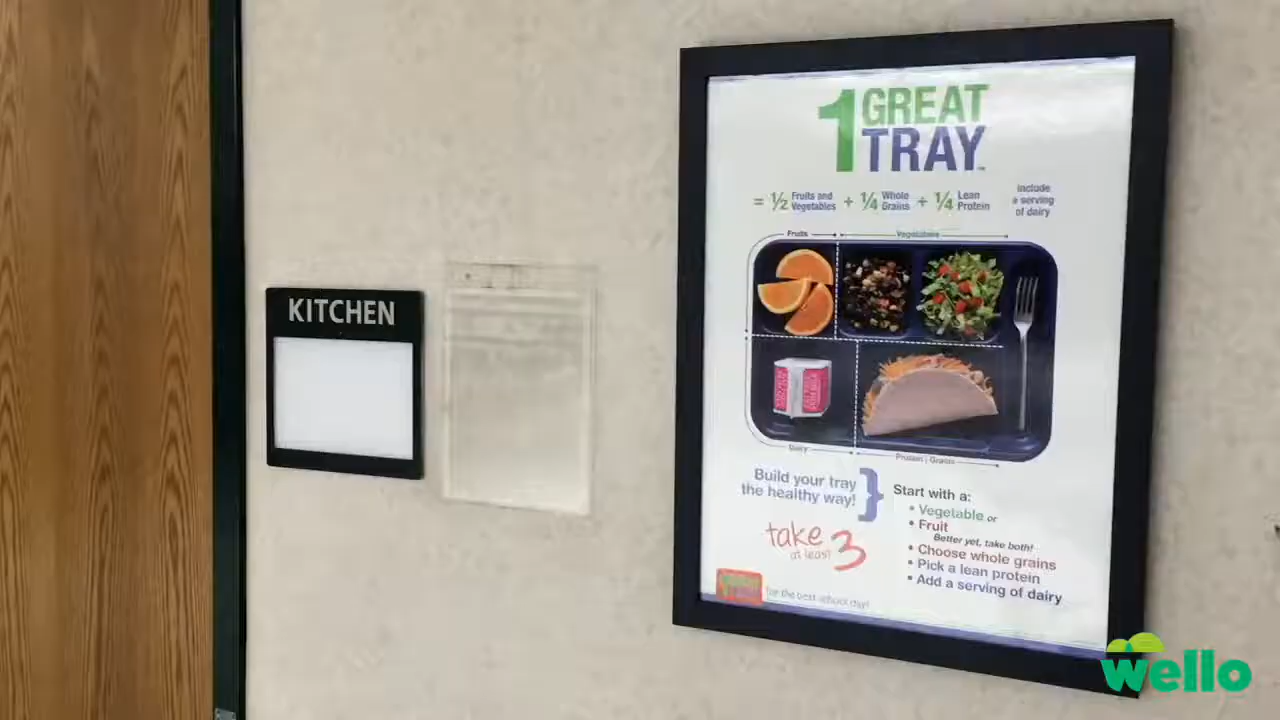 KITCHEN
1 GREAT
TRAY
= 1/2 Fruits and Vegetables + 1/4 Whole Grains + 1/4 Lean Protein
include
a serving
of dairy
Fruits
Vegetables
Dairy
Protein | Grains
Build your tray
the healthy way!
take
at least 3
Start with a:
• Vegetable or
• Fruit
Better yet, take both!
• Choose whole grains
• Pick a lean protein
• Add a serving of dairy
GREAT
for the best school day!
wello